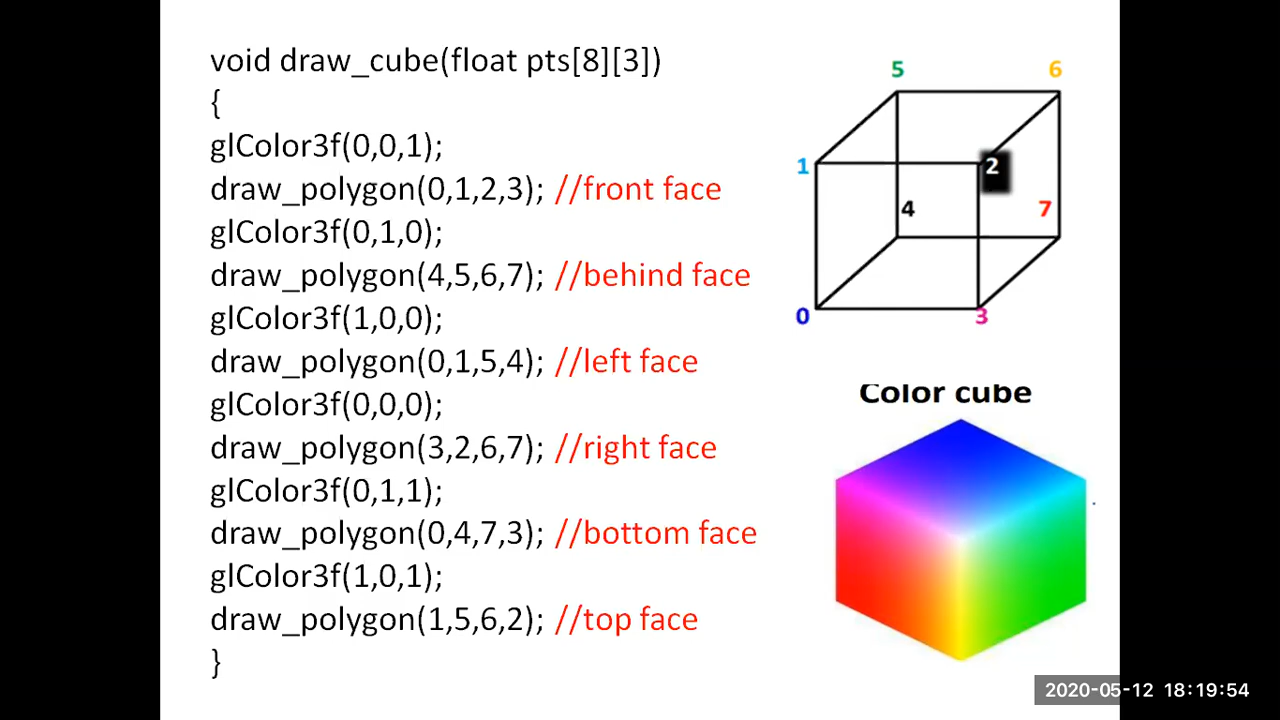 void draw_cube(float pts[8][3])
{
glColor3f(0,0,1);
draw_polygon(0,1,2,3); //front face
glColor3f(0,1,0);
draw_polygon(4,5,6,7); //behind face
glColor3f(1,0,0);
draw_polygon(0,1,5,4); //left face
glColor3f(0,0,0);
draw_polygon(3,2,6,7); //right face
glColor3f(0,1,1);
draw_polygon(0,4,7,3); //bottom face
glColor3f(1,0,1);
draw_polygon(1,5,6,2); //top face
}
5 6
1 2
4 7
0 3
Color cube
2020-05-12 18:19:54